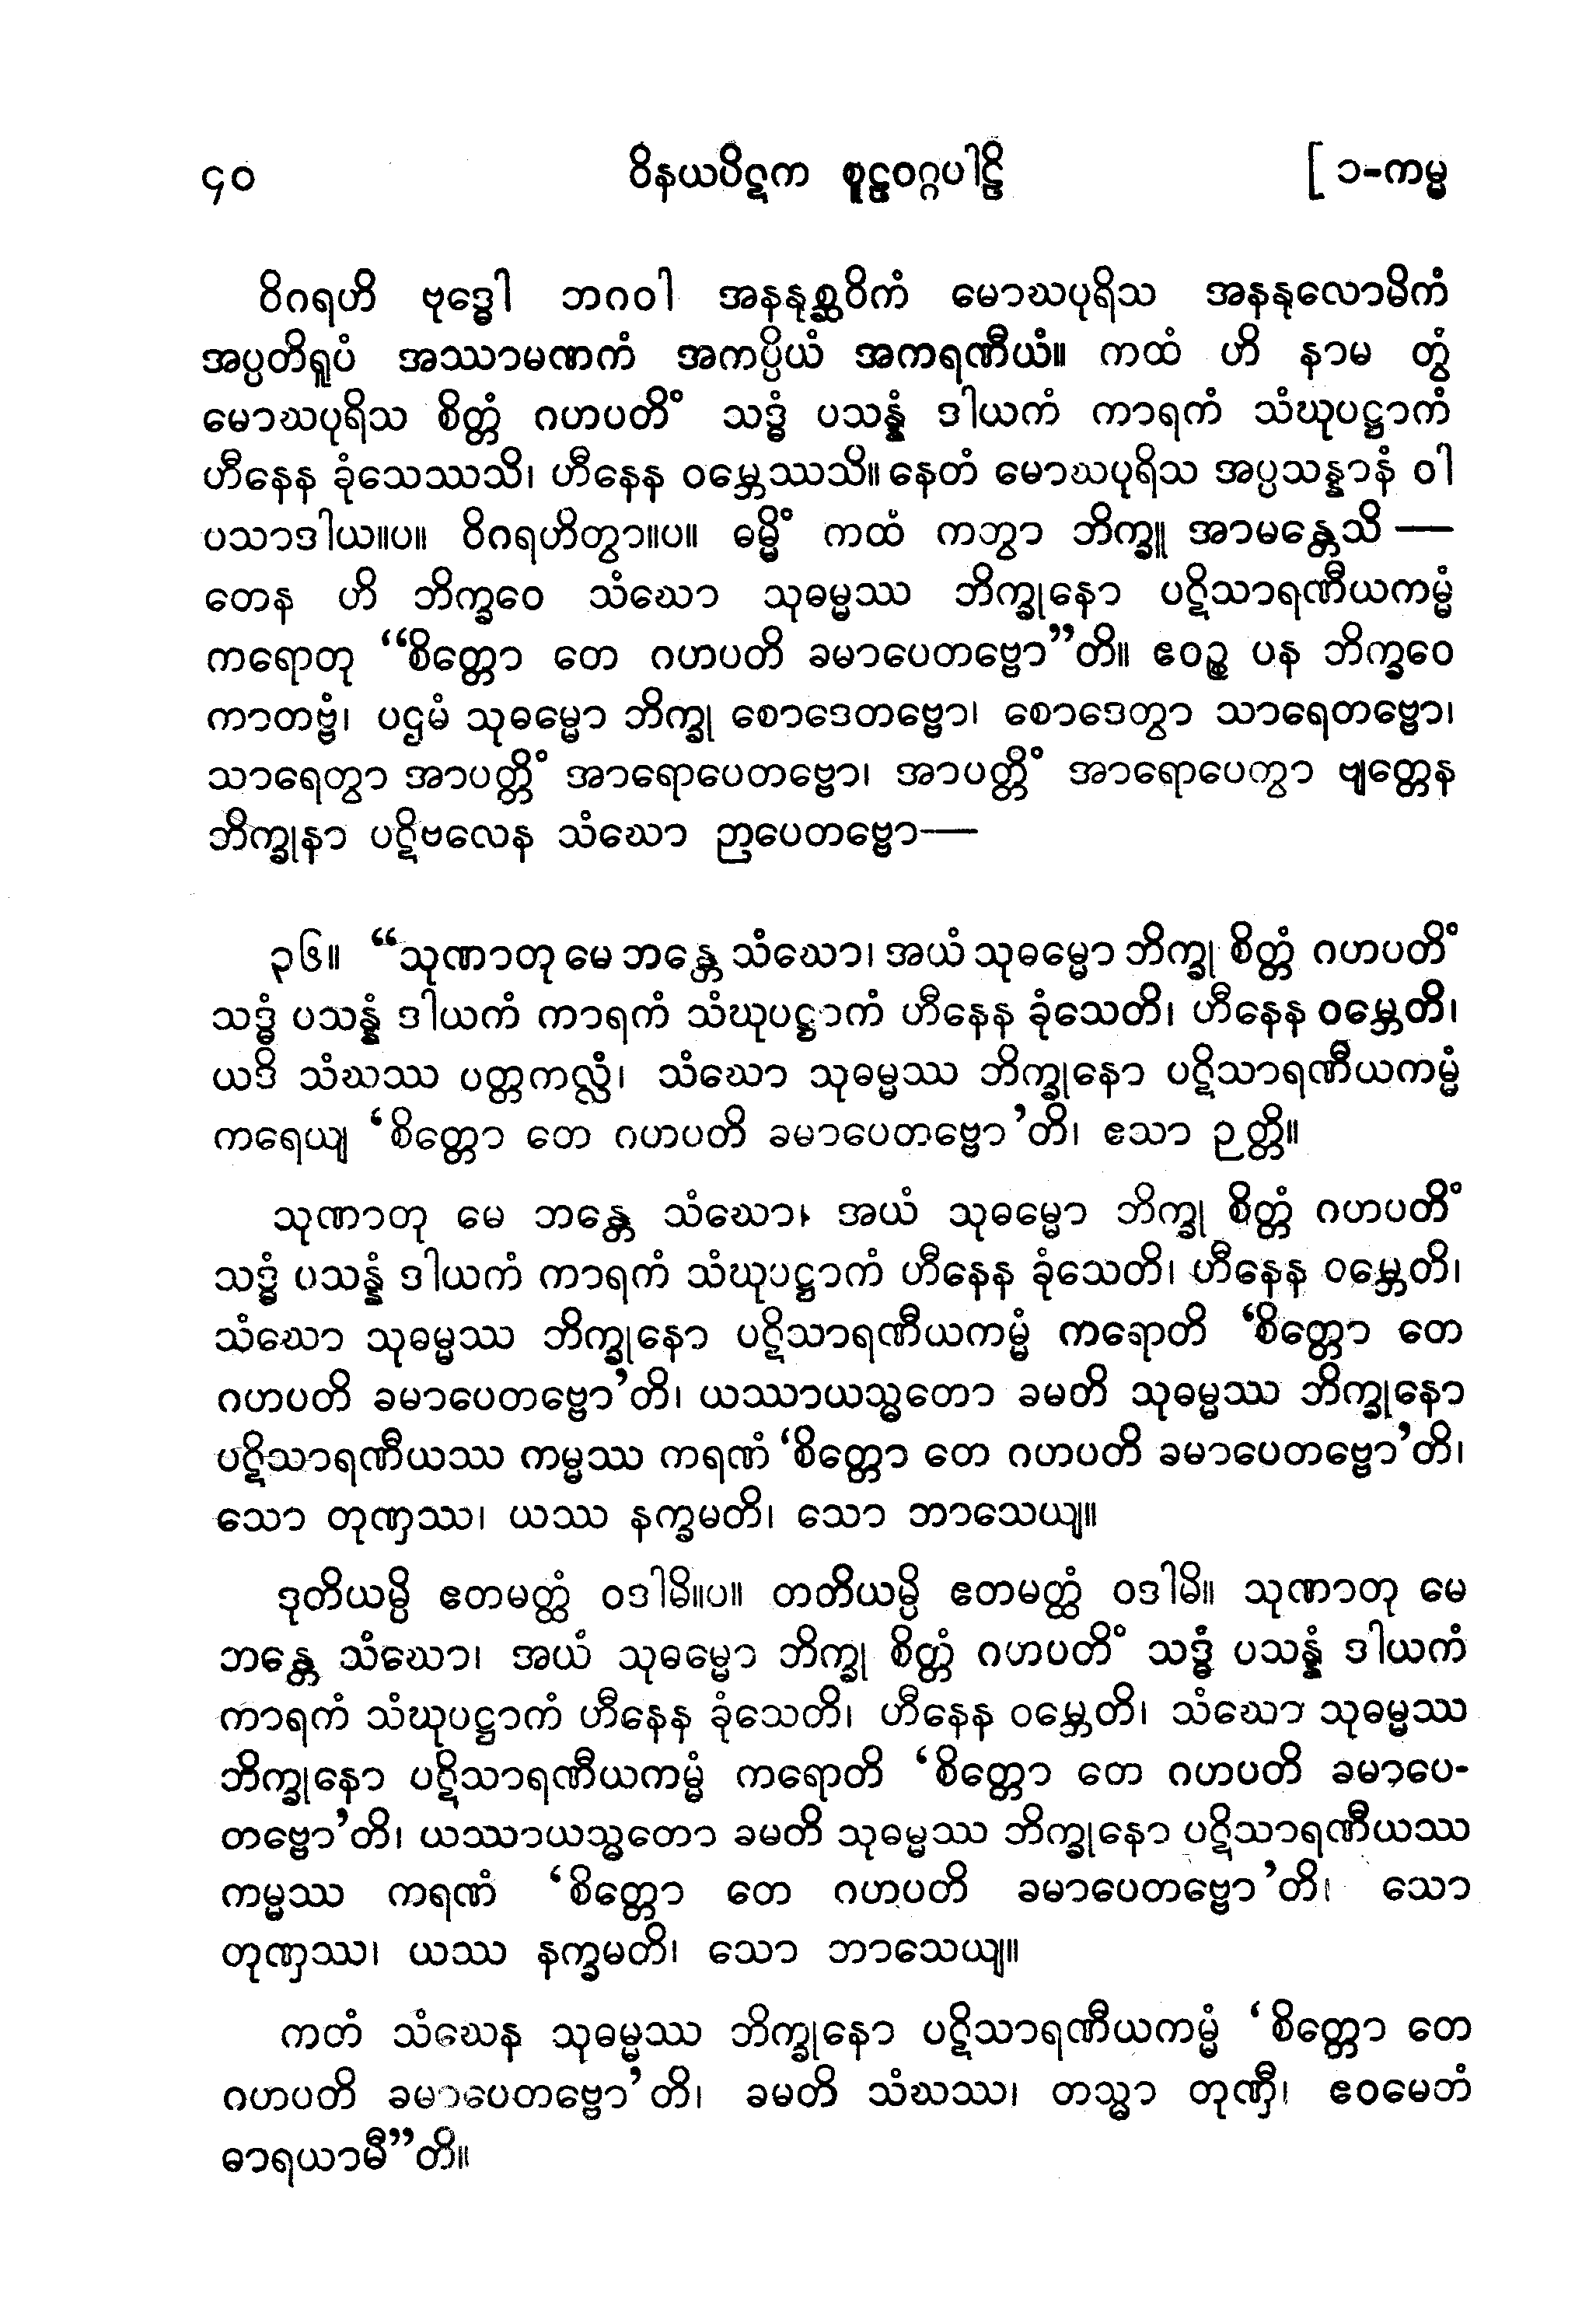 ၄၀ ဝိနယပိဋက စူဠဝဂ္ဂပါဠိ [ ၁-ကမ္မ
ဝိဂရဟိ ဗုဒ္ဓေါ ဘဂဝါ အနနုစ္ဆဝိကံ မောဃပုရိသ အနနုလောမိကံ
အပ္ပတိရူပံ အဿာမဏကံ အကပ္ပိယံ အကရဏီယံ။ ကထံ ဟိ နာမ တွံ
မောဃပုရိသ စိတ္တံ ဂဟပတိံ သဒ္ဓံ ပသန္နံ ဒါယကံ ကာရကံ သံဃုပဋ္ဌာကံ
ဟီနေန ခုံသေဿသိ၊ ဟီနေန ဝမ္ဘေဿသိ။ နေတံ မောဃပုရိသ အပ္ပသန္နာနံ ဝါ
ပသာဒါယ။ပ။ ဝိဂရဟိတွာ။ပ။ ဓမ္မိံ ကထံ ကတွာ ဘိက္ခူ အာမန္တေသိ —
တေန ဟိ ဘိက္ခဝေ သံဃော သုဓမ္မဿ ဘိက္ခုနော ပဋိသာရဏီယကမ္မံ
ကရောတု “စိတ္တော တေ ဂဟပတိ ခမာပေတဗ္ဗော”တိ။ ဧဝဉ္စ ပန ဘိက္ခဝေ
ကာတဗ္ဗံ၊ ပဌမံ သုဓမ္မော ဘိက္ခု စောဒေတဗ္ဗော၊ စောဒေတွာ သာရေတဗ္ဗော၊
သာရေတွာ အာပတ္တိံ အာရောပေတဗ္ဗော၊ အာပတ္တိံ အာရောပေတွာ ဗျတ္တေန
ဘိက္ခုနာ ပဋိဗလေန သံဃော ဉာပေတဗ္ဗော—
၃၆။ “သုဏာတု မေ ဘန္တေ သံဃော၊ အယံ သုဓမ္မော ဘိက္ခု စိတ္တံ ဂဟပတိံ
သဒ္ဓံ ပသန္နံ ဒါယကံ ကာရကံ သံဃုပဋ္ဌာကံ ဟီနေန ခုံသေတိ၊ ဟီနေန ဝမ္ဘေတိ၊
ယဒိ သံဃဿ ပတ္တကလ္လံ၊ သံဃော သုဓမ္မဿ ဘိက္ခုနော ပဋိသာရဏီယကမ္မံ
ကရေယျ ‘စိတ္တော တေ ဂဟပတိ ခမာပေတဗ္ဗော’တိ၊ ဧသာ ဉတ္တိ။
သုဏာတု မေ ဘန္တေ သံဃော၊ အယံ သုဓမ္မော ဘိက္ခု စိတ္တံ ဂဟပတိံ
သဒ္ဓံ ပသန္နံ ဒါယကံ ကာရကံ သံဃုပဋ္ဌာကံ ဟီနေန ခုံသေတိ၊ ဟီနေန ဝမ္ဘေတိ၊
သံဃော သုဓမ္မဿ ဘိက္ခုနော ပဋိသာရဏီယကမ္မံ ကရောတိ ‘စိတ္တော တေ
ဂဟပတိ ခမာပေတဗ္ဗော’တိ၊ ယဿာယသ္မတော ခမတိ သုဓမ္မဿ ဘိက္ခုနော
ပဋိသာရဏီယဿ ကမ္မဿ ကရဏံ ‘စိတ္တော တေ ဂဟပတိ ခမာပေတဗ္ဗော’တိ၊
သော တုဏှဿ၊ ယဿ နက္ခမတိ၊ သော ဘာသေယျ။
ဒုတိယမ္ပိ ဧတမတ္ထံ ဝဒါမိ။ပ။ တတိယမ္ပိ ဧတမတ္ထံ ဝဒါမိ။ သုဏာတု မေ
ဘန္တေ သံဃော၊ အယံ သုဓမ္မော ဘိက္ခု စိတ္တံ ဂဟပတိံ သဒ္ဓံ ပသန္နံ ဒါယကံ
ကာရကံ သံဃုပဋ္ဌာကံ ဟီနေန ခုံသေတိ၊ ဟီနေန ဝမ္ဘေတိ၊ သံဃော သုဓမ္မဿ
ဘိက္ခုနော ပဋိသာရဏီယကမ္မံ ကရောတိ ‘စိတ္တော တေ ဂဟပတိ ခမာပေ-
တဗ္ဗော’တိ၊ ယဿာယသ္မတော ခမတိ သုဓမ္မဿ ဘိက္ခုနော ပဋိသာရဏီယဿ
ကမ္မဿ ကရဏံ ‘စိတ္တော တေ ဂဟပတိ ခမာပေတဗ္ဗော’တိ၊ သော
တုဏှဿ၊ ယဿ နက္ခမတိ၊ သော ဘာသေယျ။
ကတံ သံဃေန သုဓမ္မဿ ဘိက္ခုနော ပဋိသာရဏီယကမ္မံ ‘စိတ္တော တေ
ဂဟပတိ ခမာပေတဗ္ဗော’တိ၊ ခမတိ သံဃဿ၊ တသ္မာ တုဏှီ၊ ဧဝမေတံ
ဓာရယာမီ”တိ။